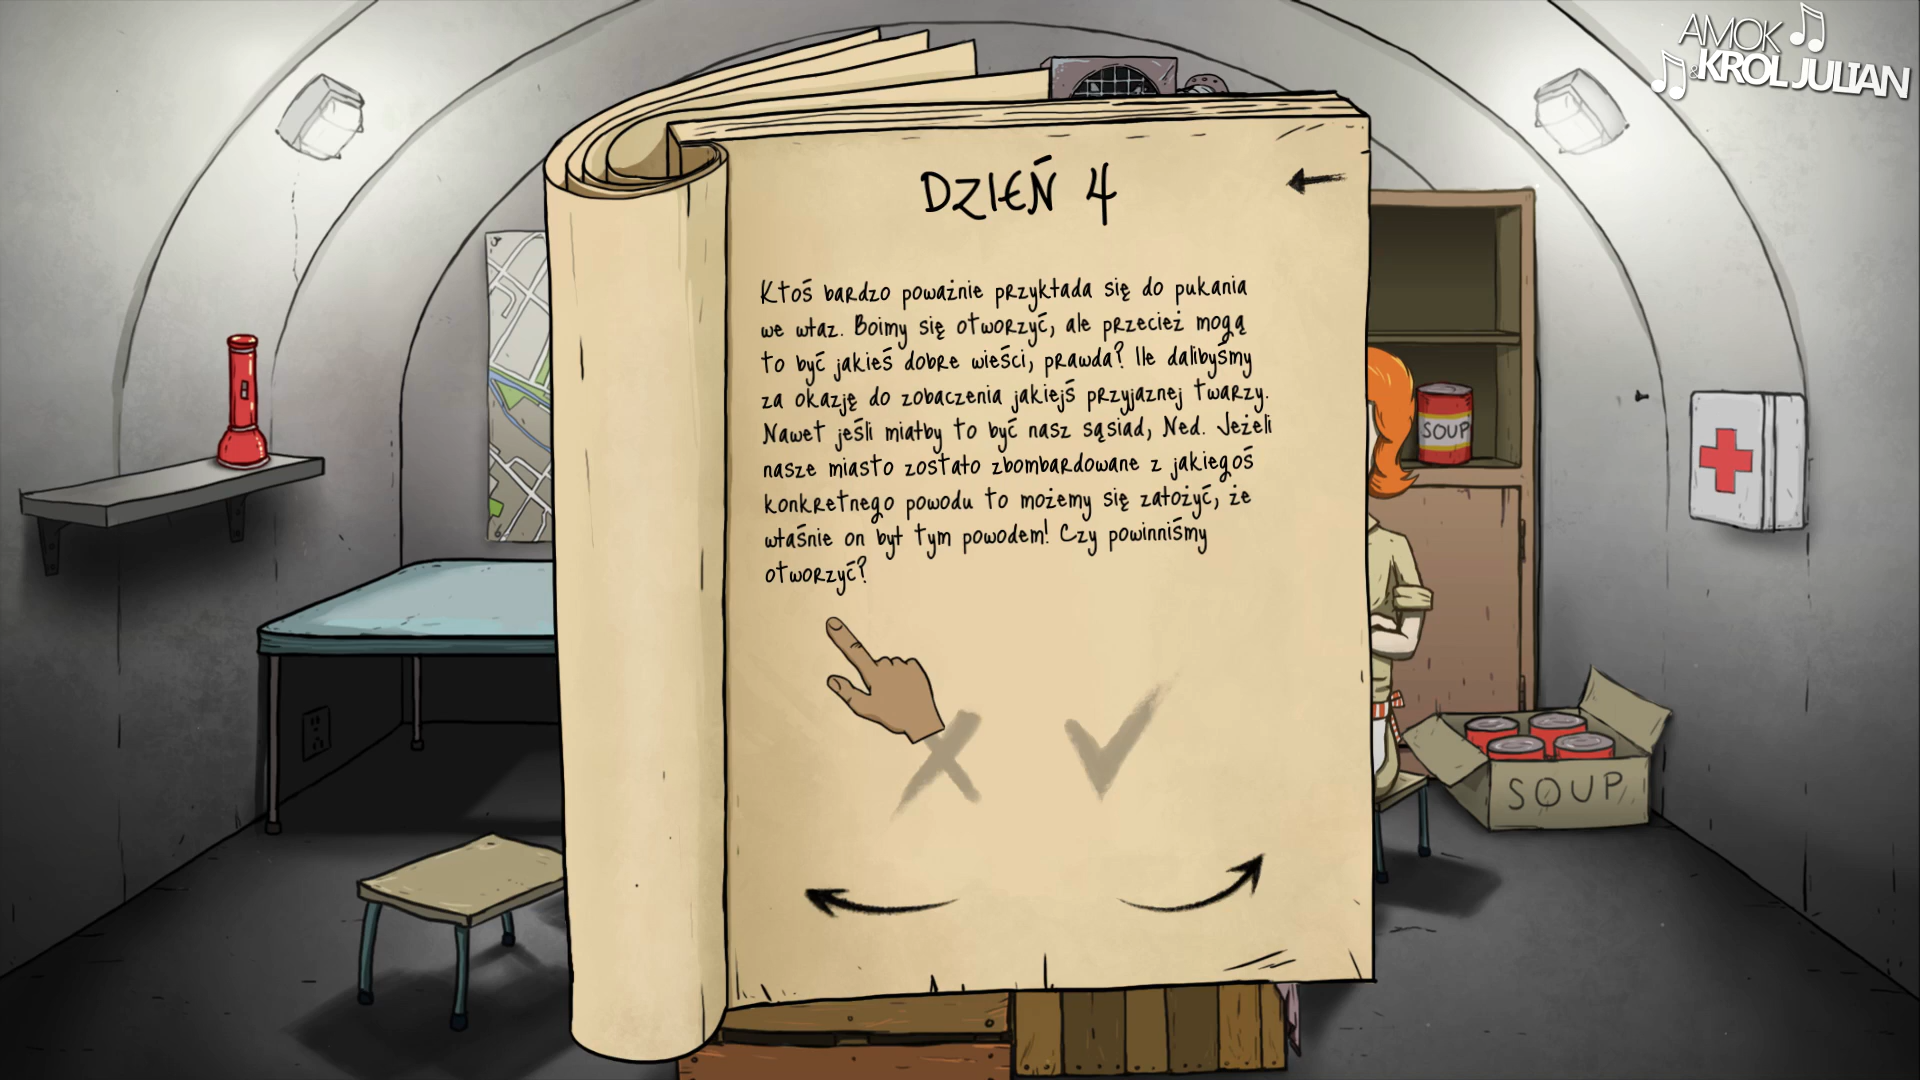 AMOK
& KROL JULIAN
DZIEŃ 4
Ktoś bardzo poważnie przykłada się do pukania
we właz. Boimy się otworzyć, ale przecież mogą
to być jakieś dobre wieści, prawda? Ile dalibyśmy
za okazję do zobaczenia jakiejś przyjaznej twarzy.
Nawet jeśli miałby to być nasz sąsiad, Ned. Jeżeli
nasze miasto zostało zbombardowane z jakiegoś
konkretnego powodu to możemy się założyć, że
właśnie on był tym powodem! Czy powinniśmy
otworzyć?
SOUP
SOUP